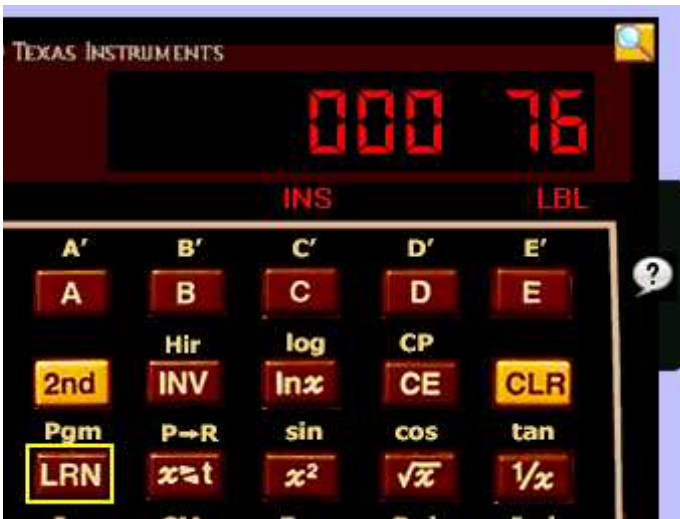 TEXAS INSTRUMENTS
000 76
INS LBL
A′ B′ C′ D′ E′
A B C D E
Hir log CP
2nd INV lnx CE CLR
Pgm P→R sin cos tan
LRN x⇆t x² √x 1/x
?